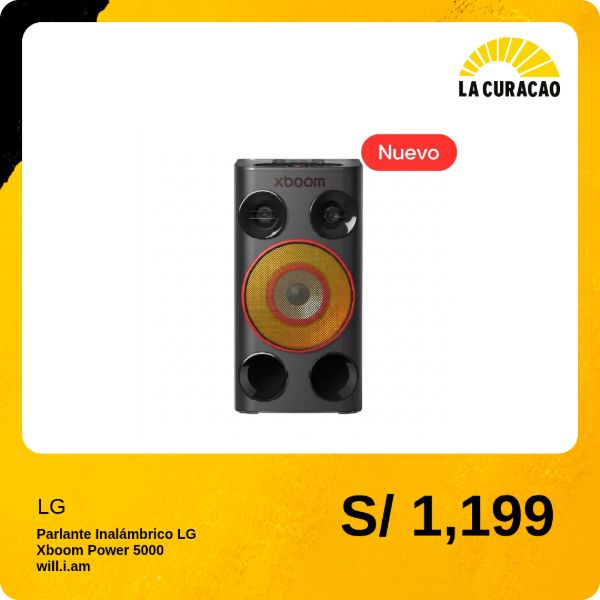 LA CURACAO
Nuevo
xboom
LG
S/ 1,199
Parlante Inalámbrico LG
Xboom Power 5000
will.i.am